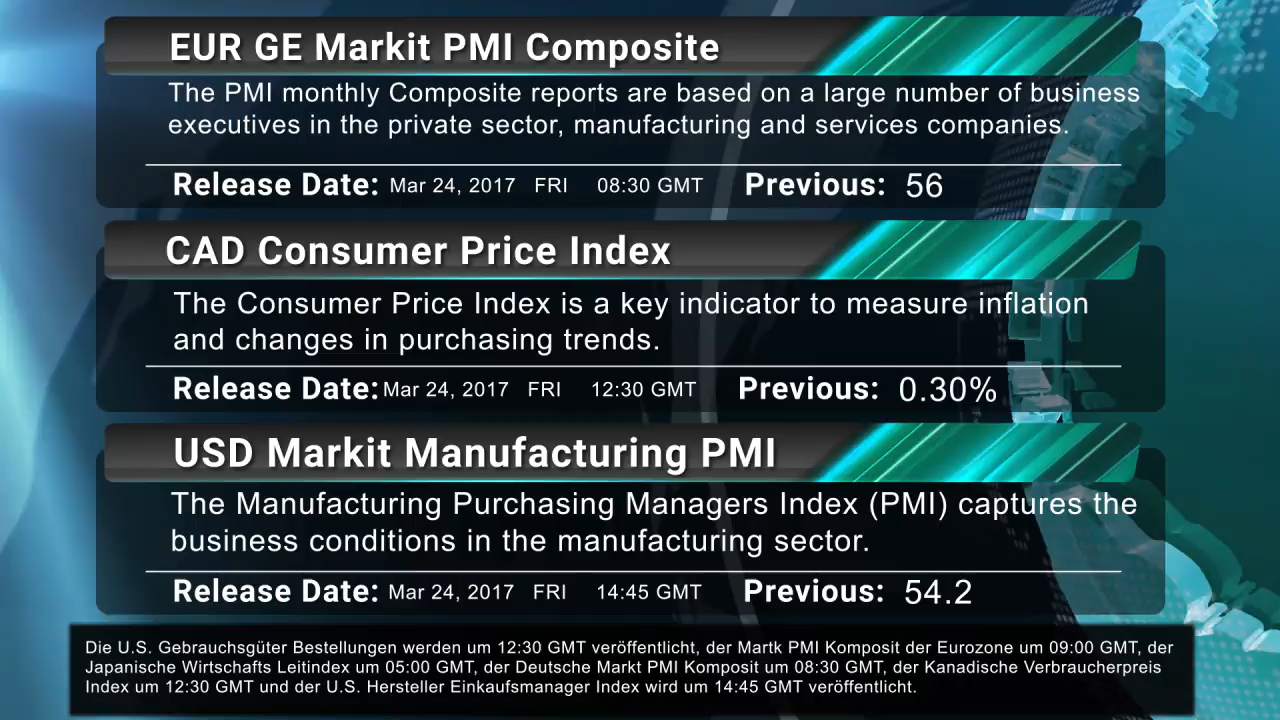 EUR GE Markit PMI Composite
The PMI monthly Composite reports are based on a large number of business
executives in the private sector, manufacturing and services companies.
Release Date: Mar 24, 2017 FRI 08:30 GMT Previous: 56
CAD Consumer Price Index
The Consumer Price Index is a key indicator to measure inflation
and changes in purchasing trends.
Release Date: Mar 24, 2017 FRI 12:30 GMT Previous: 0.30%
USD Markit Manufacturing PMI
The Manufacturing Purchasing Managers Index (PMI) captures the
business conditions in the manufacturing sector.
Release Date: Mar 24, 2017 FRI 14:45 GMT Previous: 54.2
Die U.S. Gebrauchsgüter Bestellungen werden um 12:30 GMT veröffentlicht, der Martk PMI Komposit der Eurozone um 09:00 GMT, der
Japanische Wirtschafts Leitindex um 05:00 GMT, der Deutsche Markt PMI Komposit um 08:30 GMT, der Kanadische Verbraucherpreis
Index um 12:30 GMT und der U.S. Hersteller Einkaufsmanager Index wird um 14:45 GMT veröffentlicht.